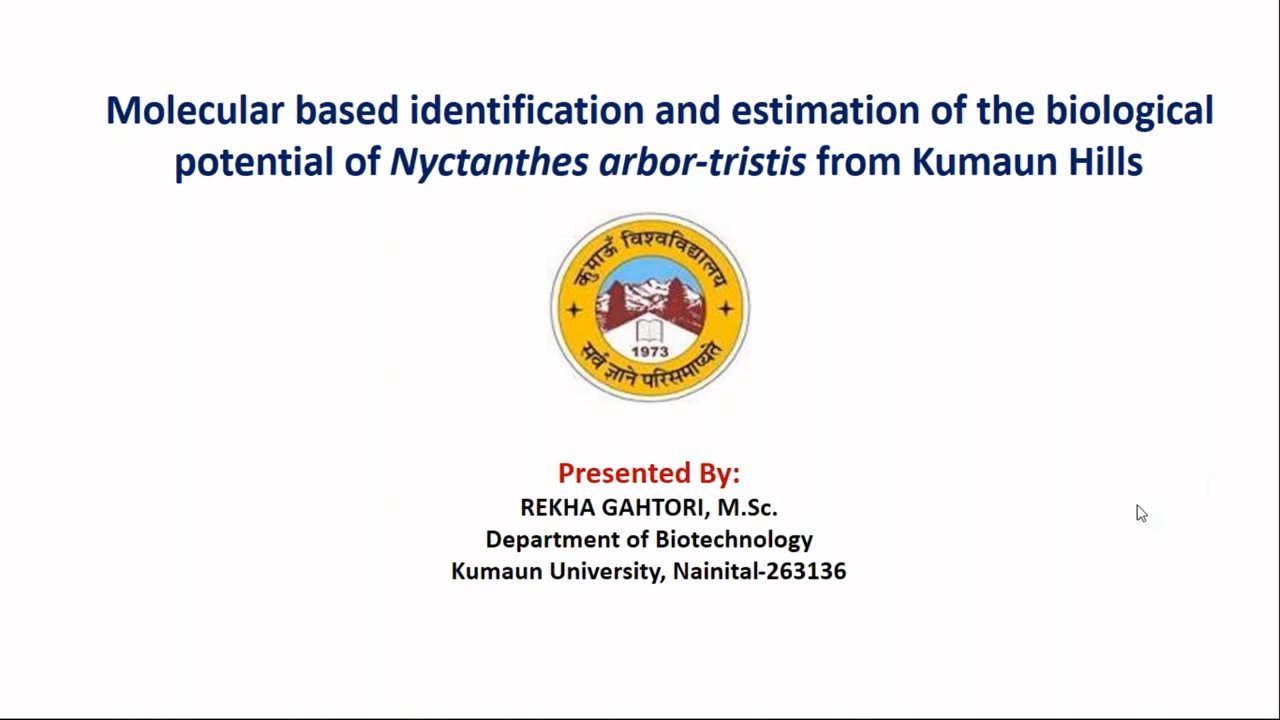 Molecular based identification and estimation of the biological
potential of Nyctanthes arbor-tristis from Kumaun Hills
कुमाऊँ विश्वविद्यालय
1973
सर्व ज्ञाने परिसमाप्यते
Presented By:
REKHA GAHTORI, M.Sc.
Department of Biotechnology
Kumaun University, Nainital-263136